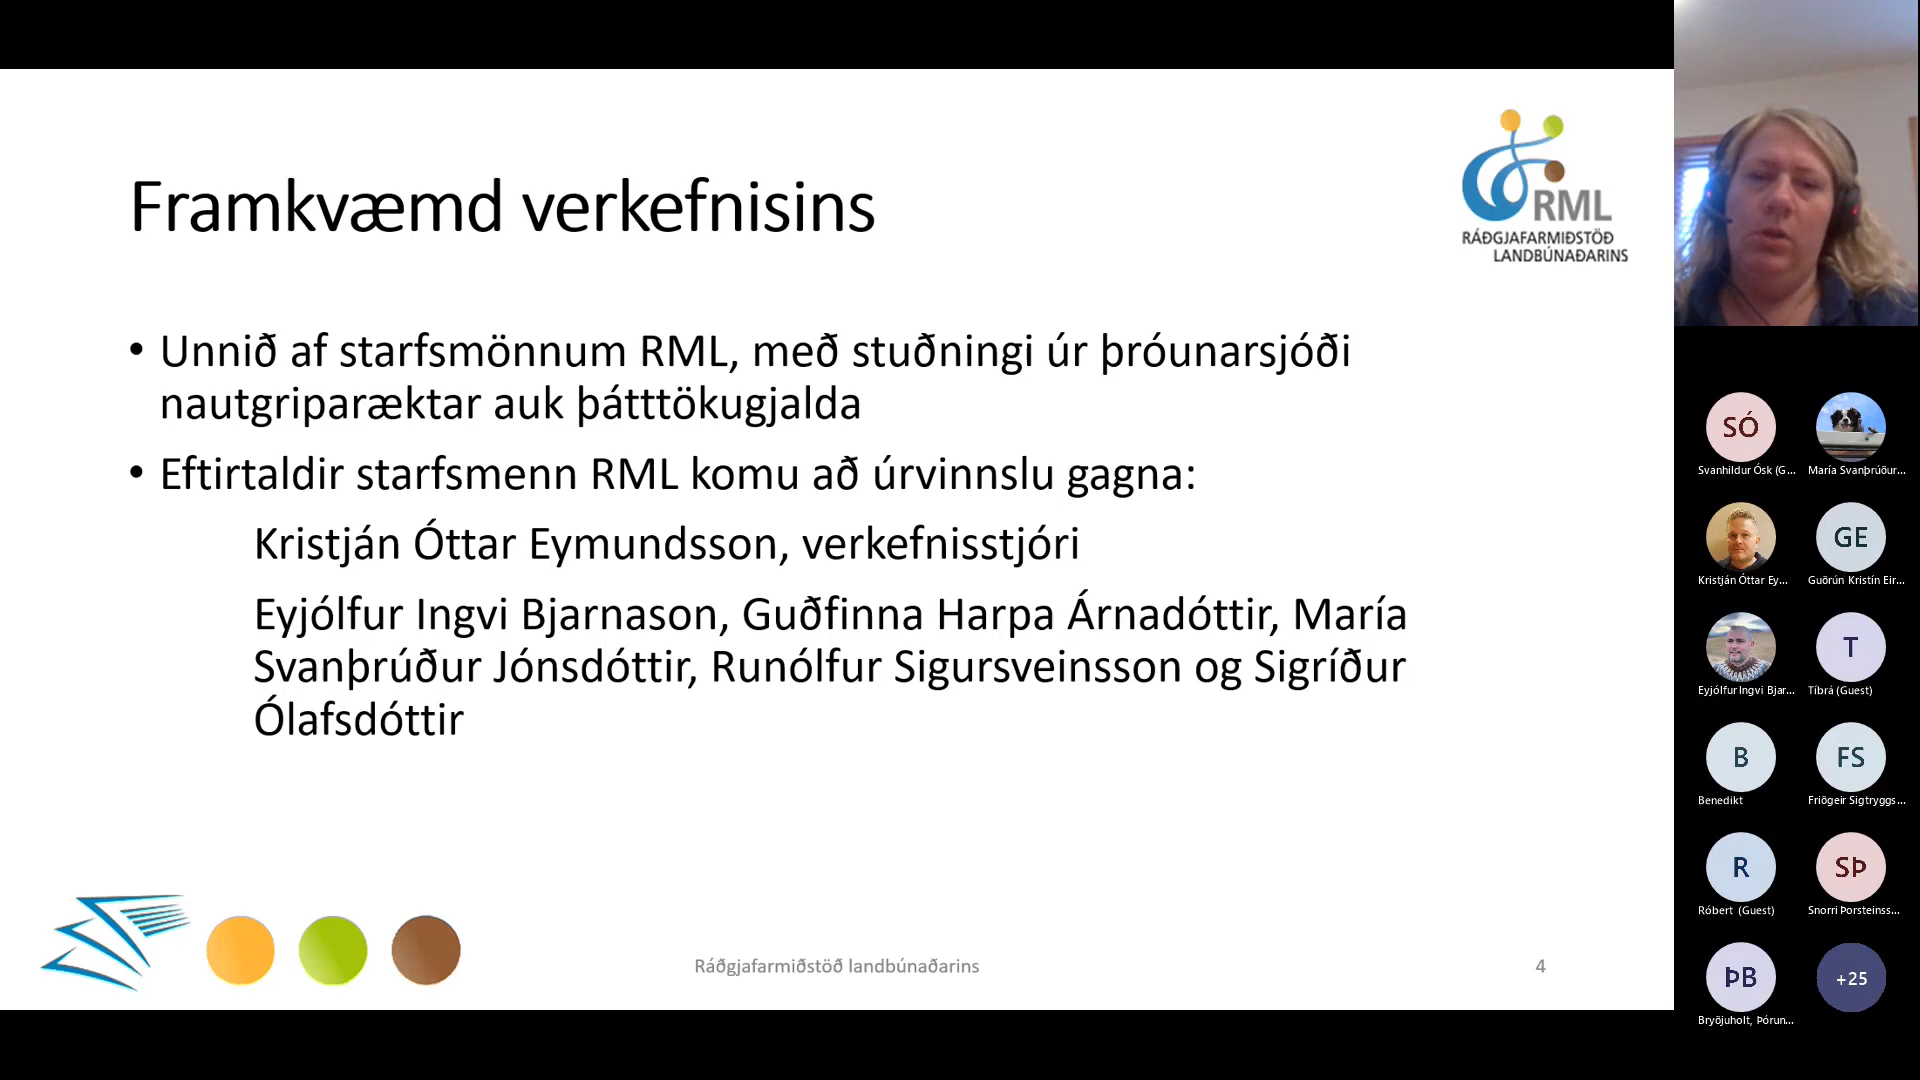 Framkvæmd verkefnisins
RML
RÁÐGJAFARMIÐSTÖÐ
LANDBÚNAÐARINS
• Unnið af starfsmönnum RML, með stuðningi úr þróunarsjóði
nautgriparæktar auk þátttökugjalda
• Eftirtaldir starfsmenn RML komu að úrvinnslu gagna:
Kristján Óttar Eymundsson, verkefnisstjóri
Eyjólfur Ingvi Bjarnason, Guðfinna Harpa Árnadóttir, María
Svanþrúður Jónsdóttir, Runólfur Sigursveinsson og Sigríður
Ólafsdóttir
Ráðgjafarmiðstöð landbúnaðarins
4
SÓ
Svanhildur Ósk (G...
María Svanþrúður...
Kristján Óttar Ey...
GE
Guðrún Kristín Eir...
Eyjólfur Ingvi Bjar...
T
Tíbrá (Guest)
B
Benedikt
FS
Friðgeir Sigtryggs...
R
Róbert (Guest)
SÞ
Snorri Þorsteinss...
ÞB
Bryðjuholt, Þórun...
+25